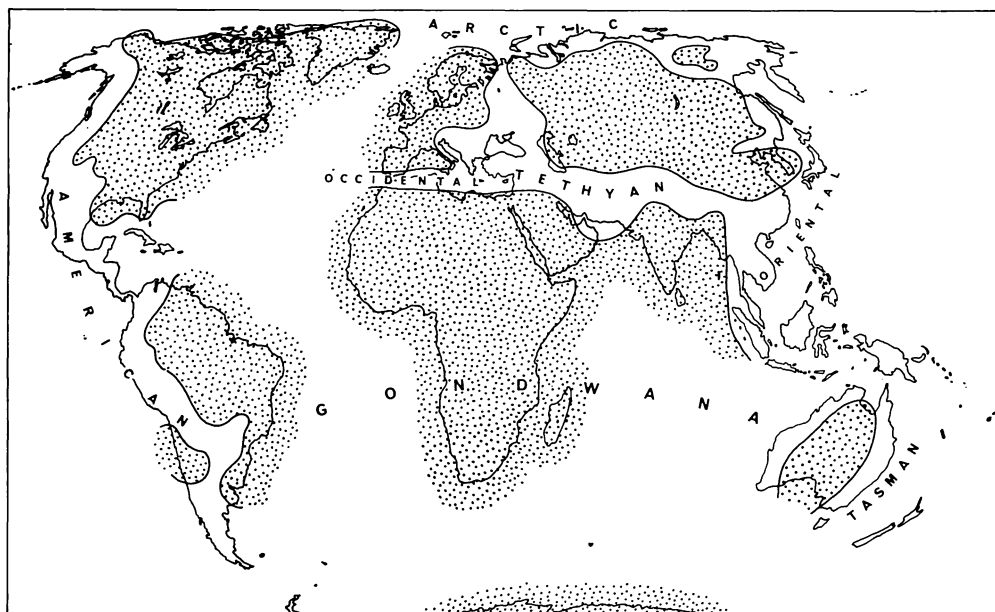 ARCTIC
OCCIDENTAL
TETHYAN
ORIENTAL
AMERICAN
GONDWANA
TASMAN